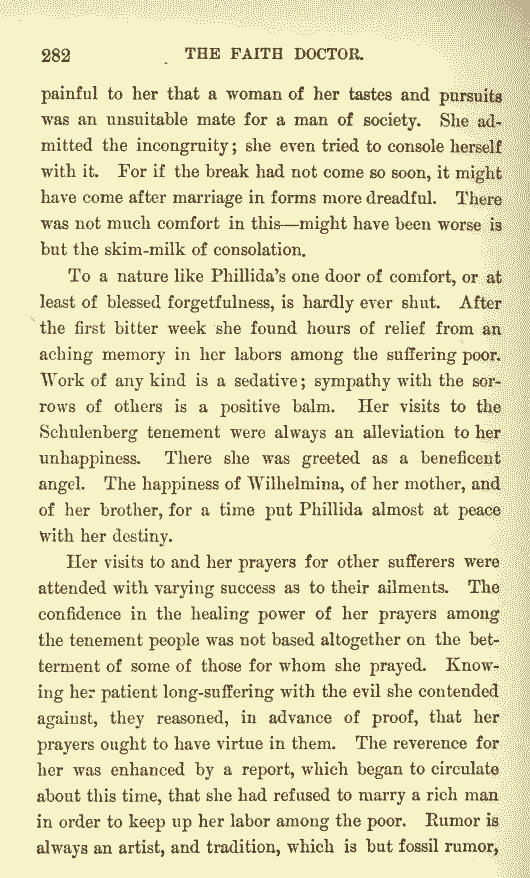 282 THE FAITH DOCTOR.
painful to her that a woman of her tastes and pursuits
was an unsuitable mate for a man of society. She ad-
mitted the incongruity; she even tried to console herself
with it. For if the break had not come so soon, it might
have come after marriage in forms more dreadful. There
was not much comfort in this—might have been worse is
but the skim-milk of consolation.
To a nature like Phillida's one door of comfort, or at
least of blessed forgetfulness, is hardly ever shut. After
the first bitter week she found hours of relief from an
aching memory in her labors among the suffering poor.
Work of any kind is a sedative; sympathy with the sor-
rows of others is a positive balm. Her visits to the
Schulenberg tenement were always an alleviation to her
unhappiness. There she was greeted as a beneficent
angel. The happiness of Wilhelmina, of her mother, and
of her brother, for a time put Phillida almost at peace
with her destiny.
Her visits to and her prayers for other sufferers were
attended with varying success as to their ailments. The
confidence in the healing power of her prayers among
the tenement people was not based altogether on the bet-
terment of some of those for whom she prayed. Know-
ing her patient long-suffering with the evil she contended
against, they reasoned, in advance of proof, that her
prayers ought to have virtue in them. The reverence for
her was enhanced by a report, which began to circulate
about this time, that she had refused to marry a rich man
in order to keep up her labor among the poor. Rumor is
always an artist, and tradition, which is but fossil rumor,